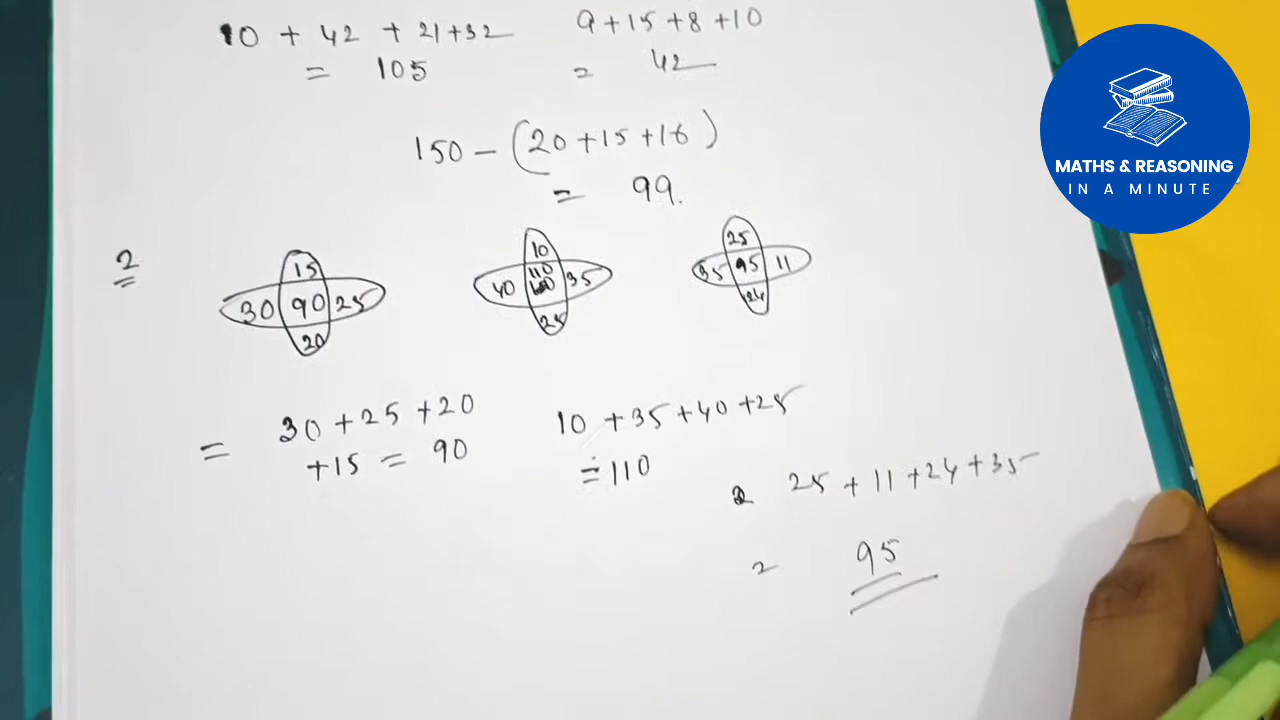 10 + 42 + 21+32
= 105
9+15+8+10
= 42
150 - (20+15+16)
= 99.
2
15
30 90 25
20
10
110
40 35
25
25
35 95 11
24
= 30+25+20
+15 = 90
10 +35+40+25
= 110
25 + 11 +24 +35
= 95
MATHS & REASONING
IN A MINUTE